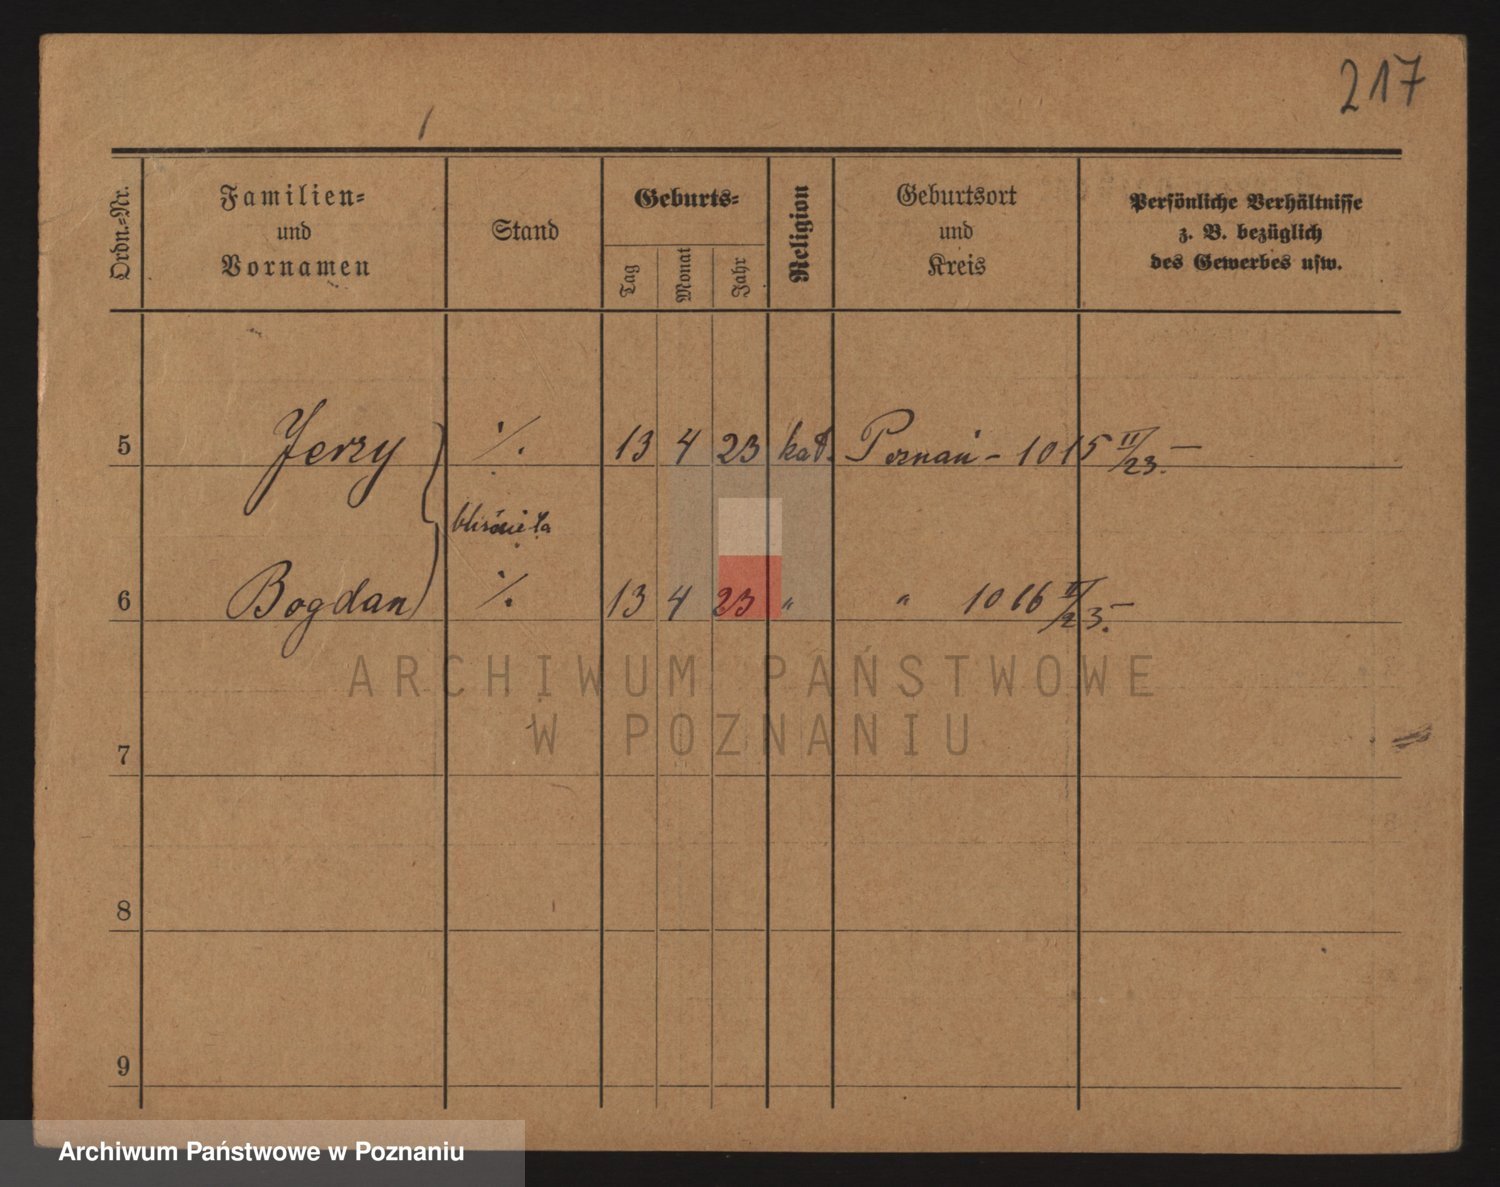 217
Ordn.-Nr.
Familien-
und
Vornamen
Stand
Geburts-
Tag
Monat
Jahr
Religion
Geburtsort
und
Kreis
Persönliche Verhältnisse
z. B. bezüglich
des Gewerbes usw.
5 Jerzy ·/. 13 4 23 kat. Poznań - 1015 II/23. —
bliźnięta
6 Bogdan ·/. 13 4 23 " " 1016 II/23. —
ARCHIWUM PAŃSTWOWE
W POZNANIU
7
8
9
Archiwum Państwowe w Poznaniu